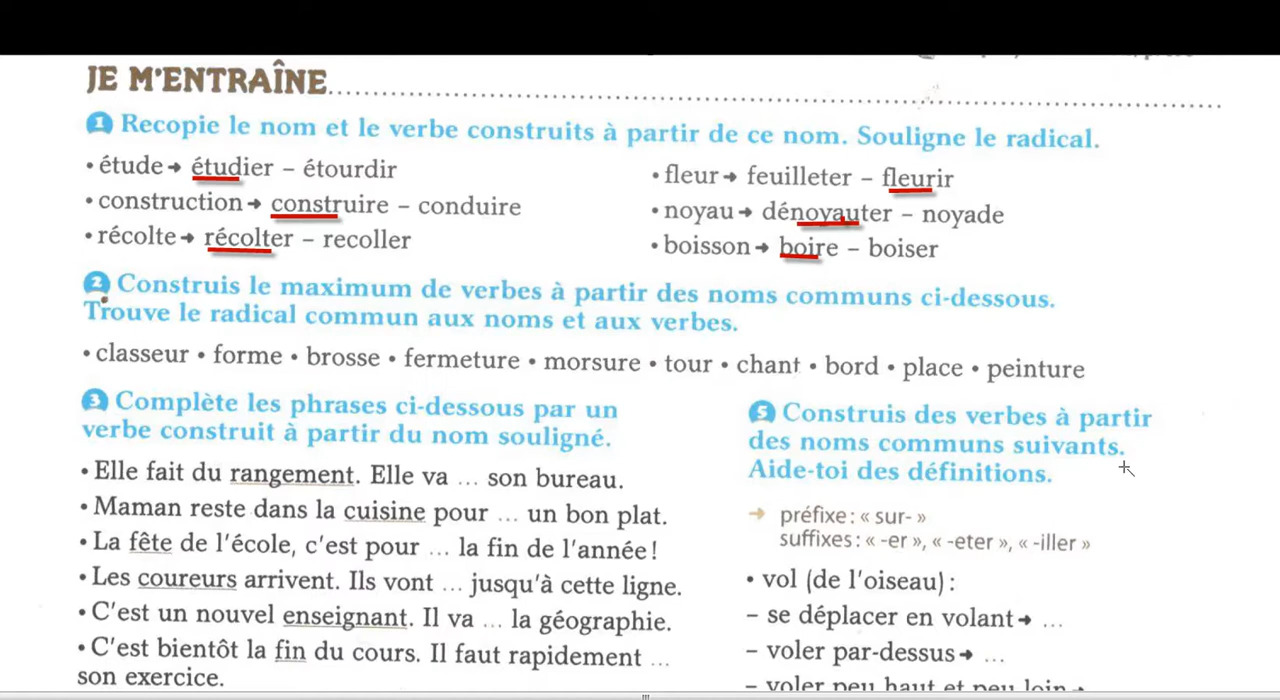 JE M'ENTRAÎNE
1 Recopie le nom et le verbe construits à partir de ce nom. Souligne le radical.
• étude → étudier – étourdir
• construction → construire – conduire
• récolte → récolter – recoller
• fleur → feuilleter – fleurir
• noyau → dénoyauter – noyade
• boisson → boire – boiser
2 Construis le maximum de verbes à partir des noms communs ci-dessous.
Trouve le radical commun aux noms et aux verbes.
• classeur • forme • brosse • fermeture • morsure • tour • chant • bord • place • peinture
3 Complète les phrases ci-dessous par un
verbe construit à partir du nom souligné.
• Elle fait du rangement. Elle va ... son bureau.
• Maman reste dans la cuisine pour ... un bon plat.
• La fête de l'école, c'est pour ... la fin de l'année !
• Les coureurs arrivent. Ils vont ... jusqu'à cette ligne.
• C'est un nouvel enseignant. Il va ... la géographie.
• C'est bientôt la fin du cours. Il faut rapidement ...
son exercice.
5 Construis des verbes à partir
des noms communs suivants.
Aide-toi des définitions.
→ préfixe : « sur- »
suffixes : « -er », « -eter », « -iller »
• vol (de l'oiseau) :
– se déplacer en volant → ...
– voler par-dessus → ...
– voler peu haut et peu loin →